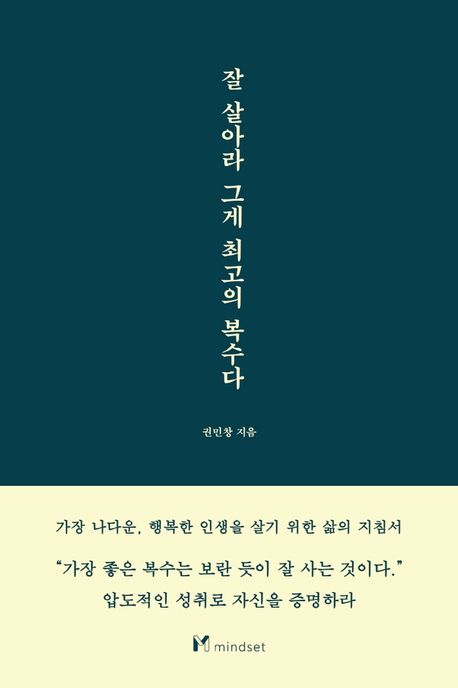 잘 살아라 그게 최고의 복수다
권민창 지음
가장 나다운, 행복한 인생을 살기 위한 삶의 지침서
“가장 좋은 복수는 보란 듯이 잘 사는 것이다.”
압도적인 성취로 자신을 증명하라
mindset